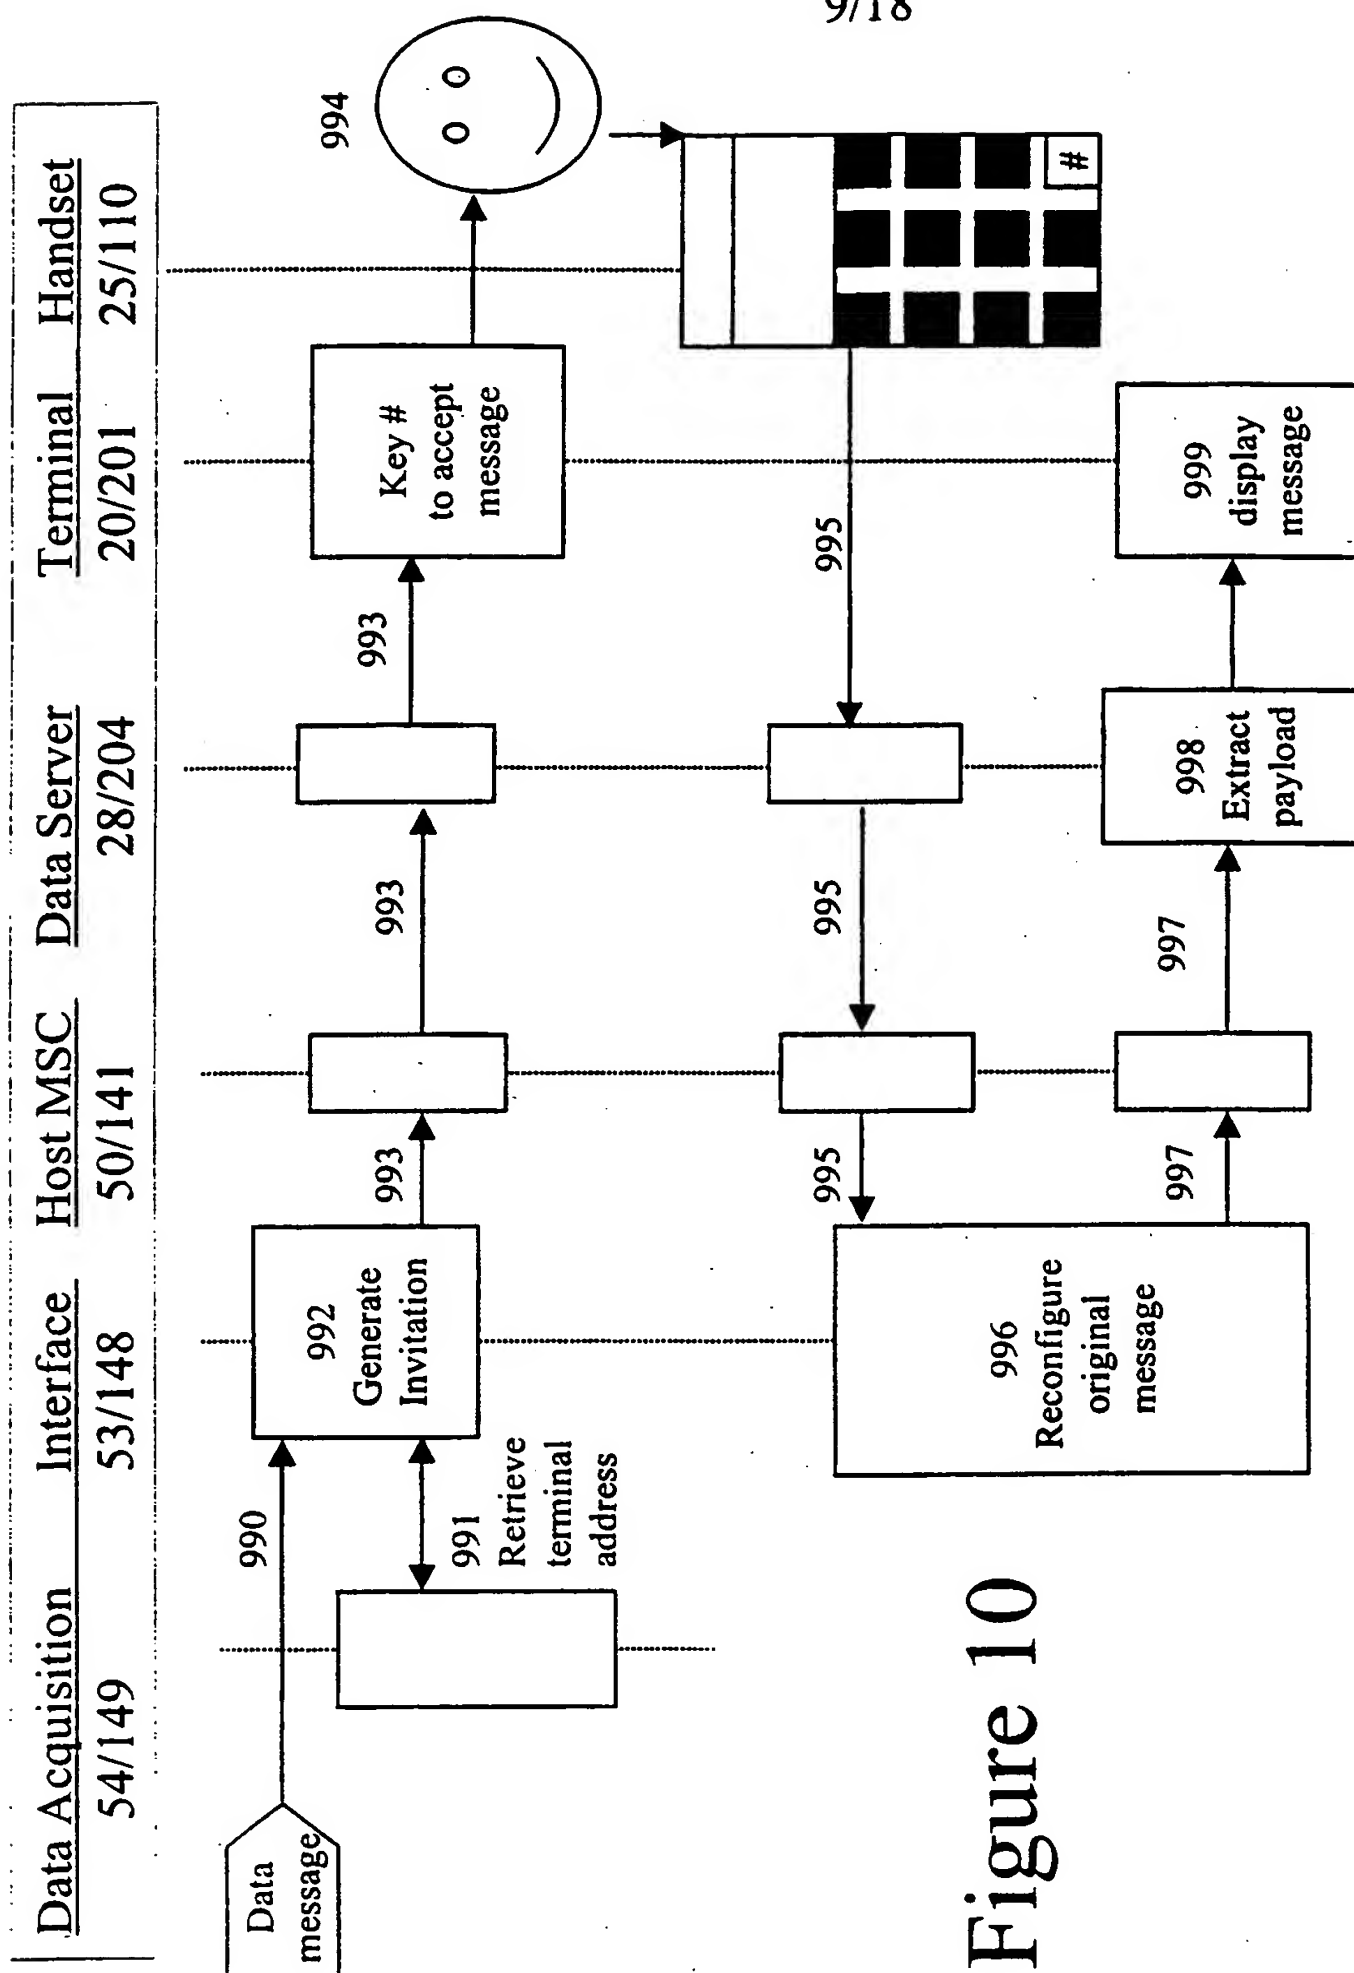 9/18
Data Acquisition Interface Host MSC Data Server Terminal Handset
54/149 53/148 50/141 28/204 20/201 25/110
Data
message
990
991
Retrieve
terminal
address
992
Generate
Invitation
993
993
993
Key #
to accept
message
994
#
995
995
995
996
Reconfigure
original
message
997
997
998
Extract
payload
999
display
message
Figure 10